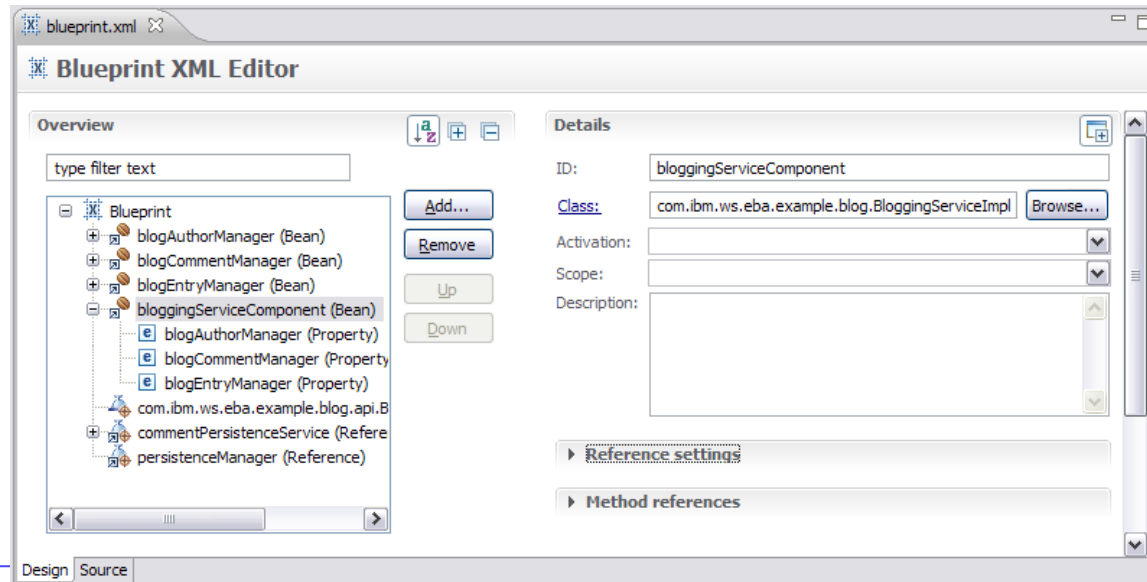 blueprint.xml
Blueprint XML Editor
Overview
type filter text
Blueprint
blogAuthorManager (Bean)
blogCommentManager (Bean)
blogEntryManager (Bean)
bloggingServiceComponent (Bean)
blogAuthorManager (Property)
blogCommentManager (Property
blogEntryManager (Property)
com.ibm.ws.eba.example.blog.api.B
commentPersistenceService (Refere
persistenceManager (Reference)
Add...
Remove
Up
Down
Details
ID: bloggingServiceComponent
Class: com.ibm.ws.eba.example.blog.BloggingServiceImpl Browse...
Activation:
Scope:
Description:
Reference settings
Method references
Design Source